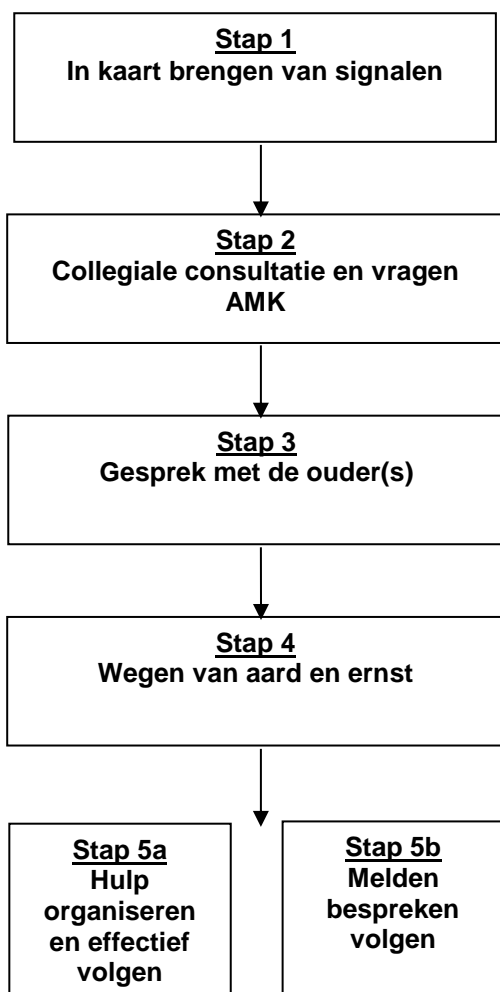 Stap 1
In kaart brengen van signalen
Stap 2
Collegiale consultatie en vragen
AMK
Stap 3
Gesprek met de ouder(s)
Stap 4
Wegen van aard en ernst
Stap 5a
Hulp
organiseren
en effectief
volgen
Stap 5b
Melden
bespreken
volgen